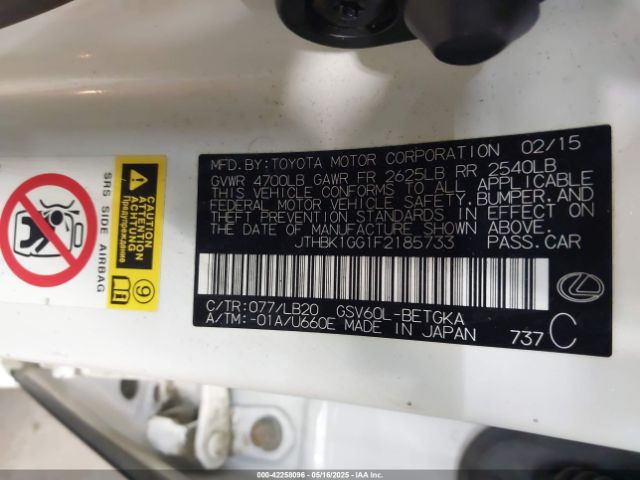 MFD.BY:TOYOTA MOTOR CORPORATION 02/15
GVWR 4700LB GAWR FR 2625LB RR 2540LB
THIS VEHICLE CONFORMS TO ALL APPLICABLE
FEDERAL MOTOR VEHICLE SAFETY,BUMPER,AND
THEFT PREVENTION STANDARDS IN EFFECT ON
THE DATE OF MANUFACTURE SHOWN ABOVE.
JTHBK1GG1F2185733 PASS.CAR
C/TR:077/LB20 GSV60L-BETGKA
A/TM:-01A/U660E MADE IN JAPAN
737 C
SIDE AIRBAG
CAUTION
ATTENTION
ACHTUNG
Предупреждение
9
000-42258096 - 05/16/2025 - IAA Inc.